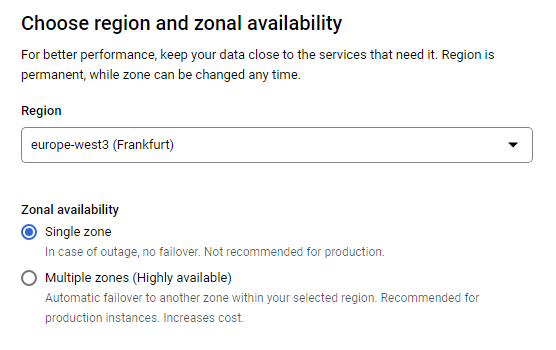 Choose region and zonal availability
For better performance, keep your data close to the services that need it. Region is
permanent, while zone can be changed any time.
Region
europe-west3 (Frankfurt)
Zonal availability
Single zone
In case of outage, no failover. Not recommended for production.
Multiple zones (Highly available)
Automatic failover to another zone within your selected region. Recommended for
production instances. Increases cost.